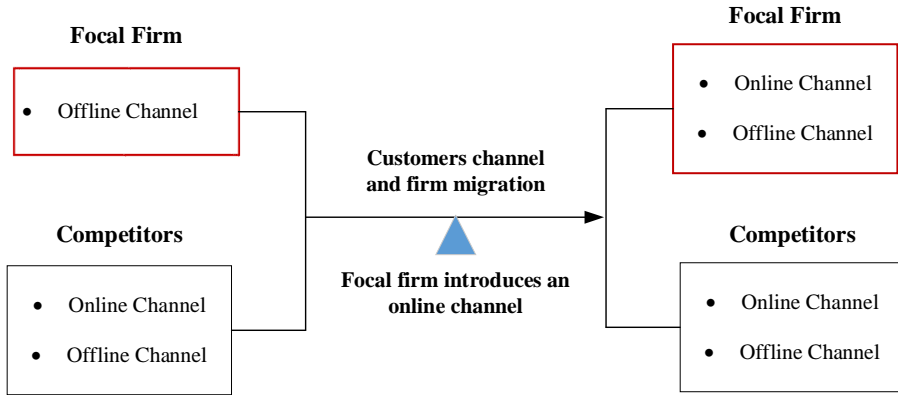 Focal Firm
• Offline Channel
Competitors
• Online Channel
• Offline Channel
Customers channel
and firm migration
Focal firm introduces an
online channel
Focal Firm
• Online Channel
• Offline Channel
Competitors
• Online Channel
• Offline Channel